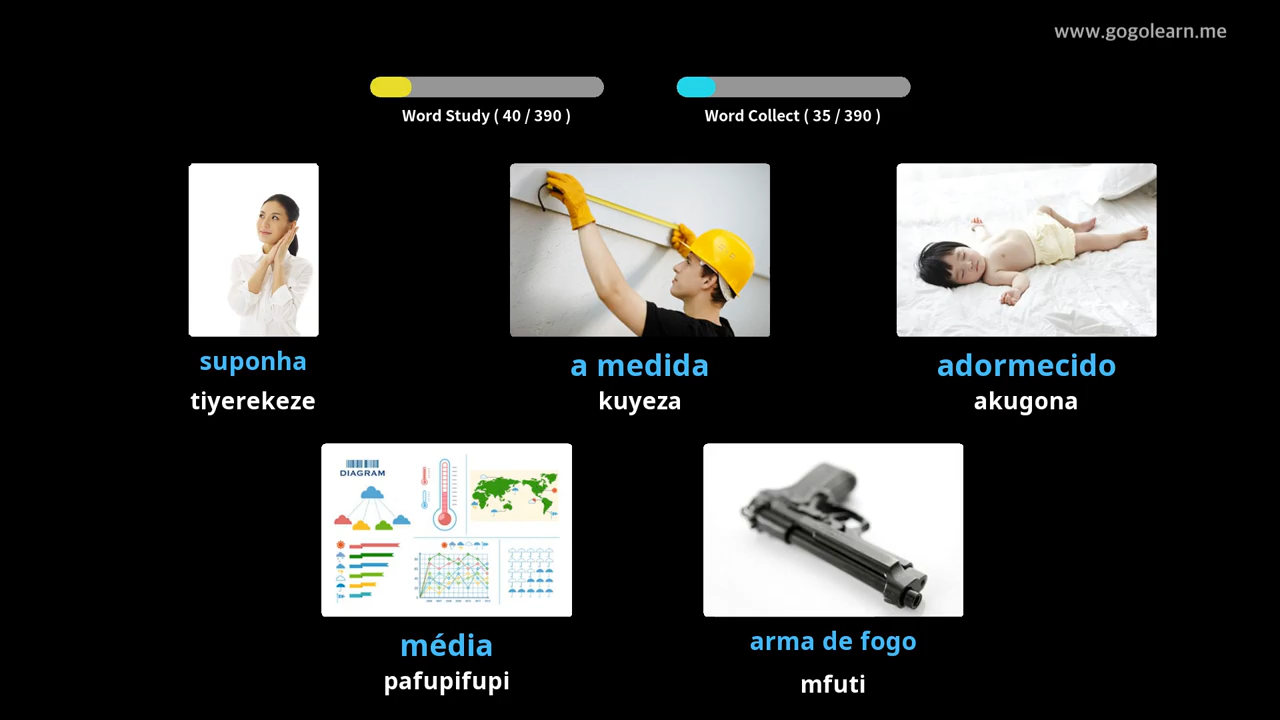 www.gogolearn.me
Word Study ( 40 / 390 )
Word Collect ( 35 / 390 )
suponha
tiyerekeze
a medida
kuyeza
adormecido
akugona
DIAGRAM
média
pafupifupi
arma de fogo
mfuti